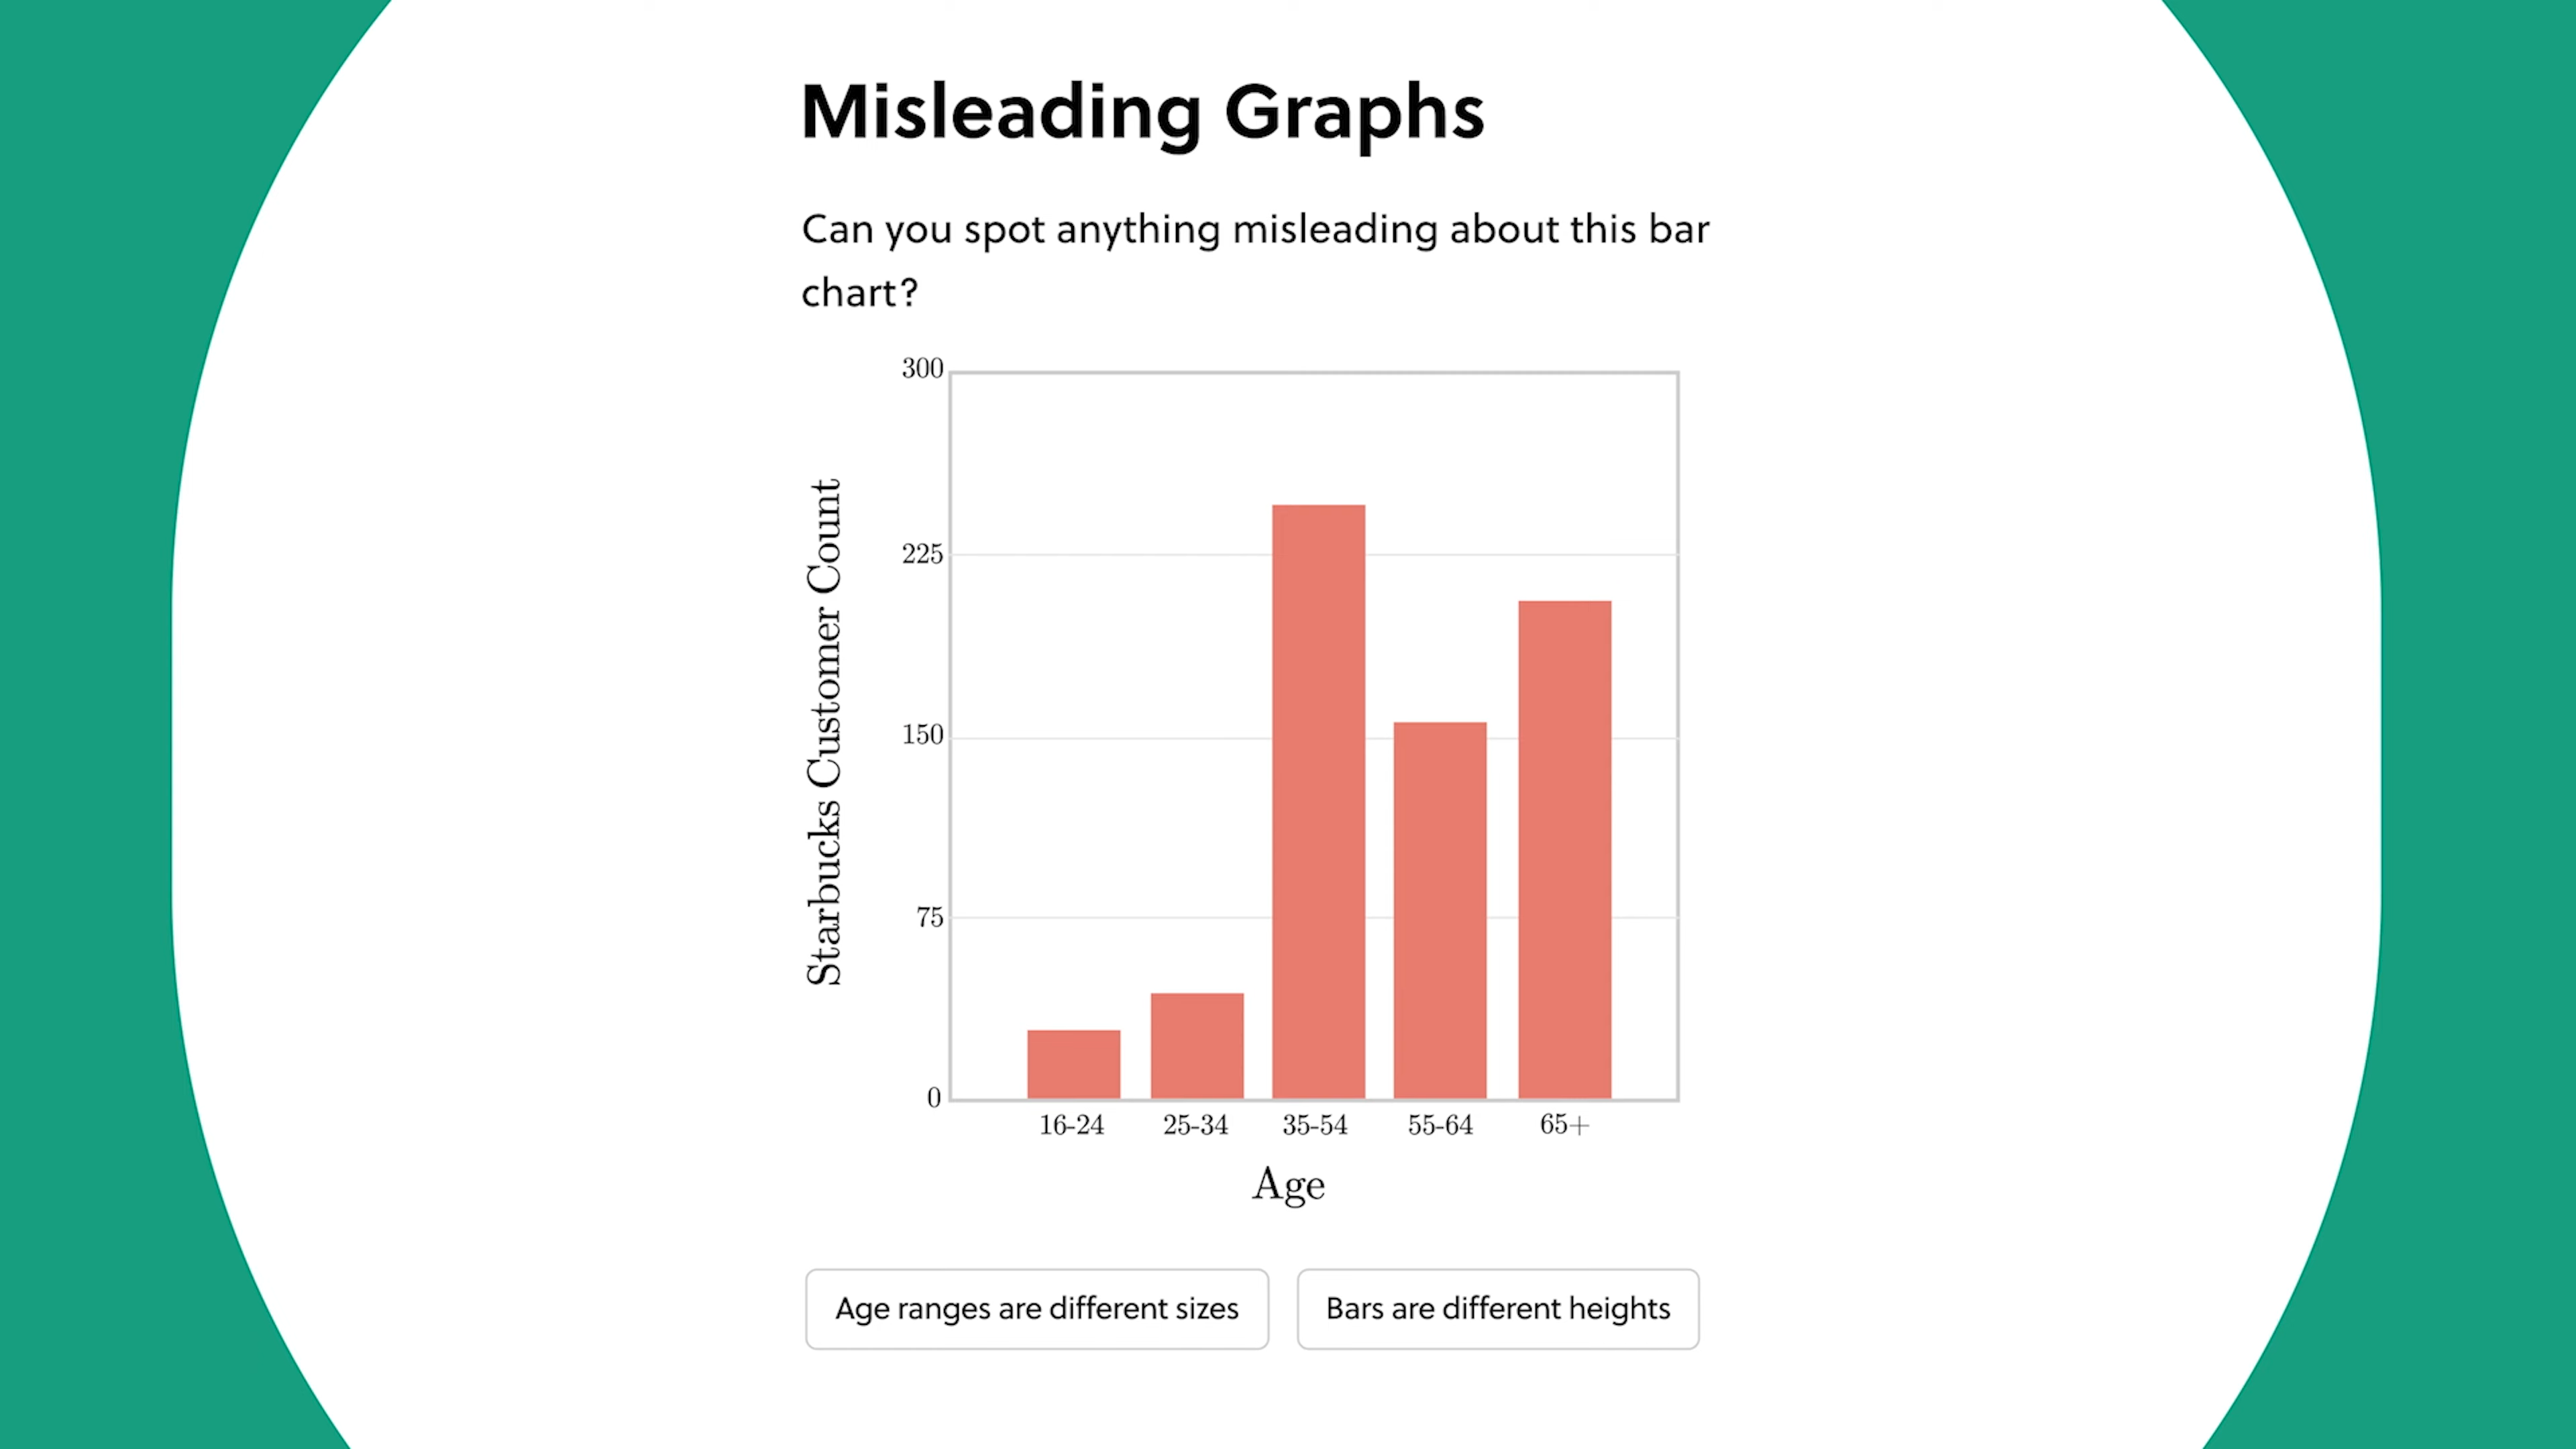 Misleading Graphs
Can you spot anything misleading about this bar
chart?
300
225
150
75
0
Starbucks Customer Count
16-24
25-34
35-54
55-64
65+
Age
Age ranges are different sizes
Bars are different heights